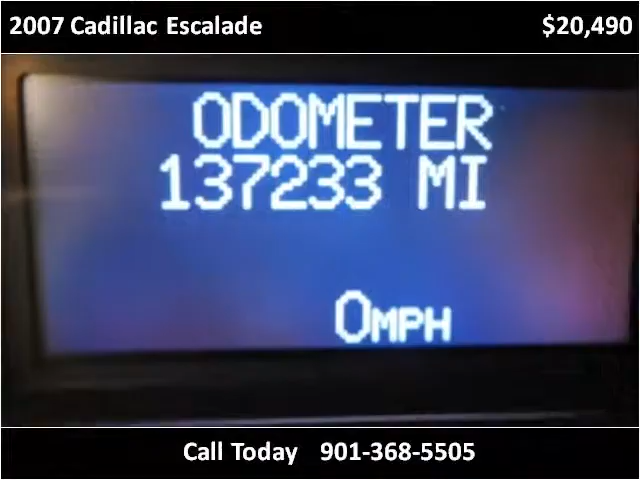 2007 Cadillac Escalade $20,490
ODOMETER
137233 MI
0MPH
Call Today 901-368-5505